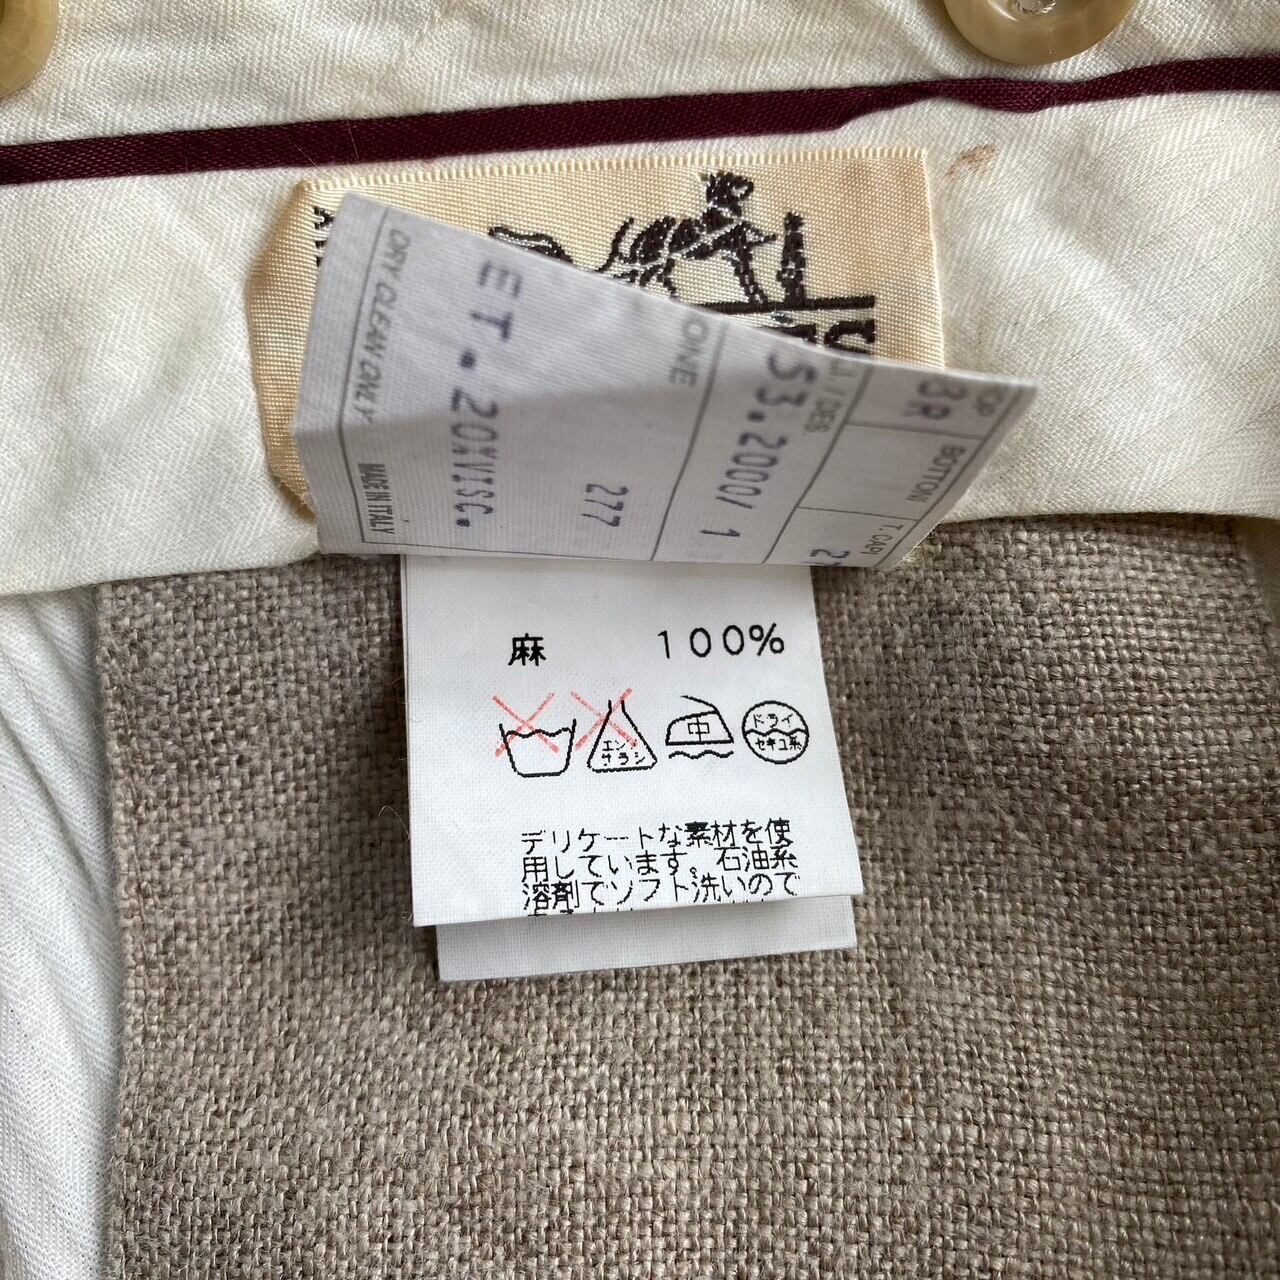 DRY CLEAN ONLY
MADE IN ITALY
ET.20%VISC.
ONE
277
53.2000/ 1
./DES.
BR
BOTTONI
T. CAPI
麻 100%
中
エンソ
サラシ
ドライ
セキユ系
デリケートな素材を使
用しています。石油系
溶剤でソフト洗いので